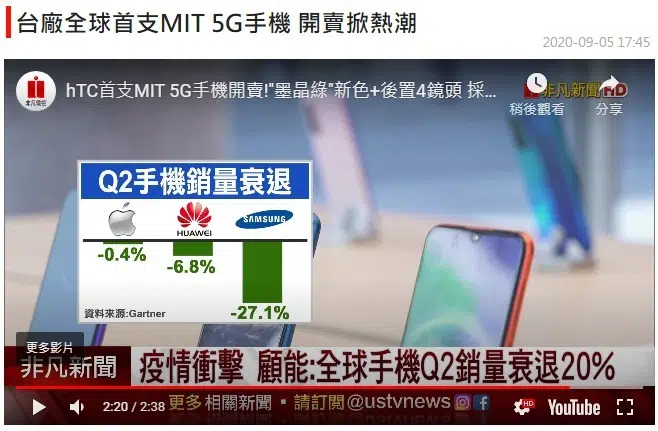 台廠全球首支MIT 5G手機 開賣掀熱潮
2020-09-05 17:45
非凡電視
hTC首支MIT 5G手機開賣!"墨晶綠"新色+後置4鏡頭 採...
非凡新聞HD
稍後觀看
分享
Q2手機銷量衰退
HUAWEI
SAMSUNG
-0.4%
-6.8%
-27.1%
資料來源:Gartner
更多影片
非凡新聞
疫情衝擊 顧能:全球手機Q2銷量衰退20%
2:20 / 2:38
更多相關新聞・請訂閱@ustvnews
HD
YouTube